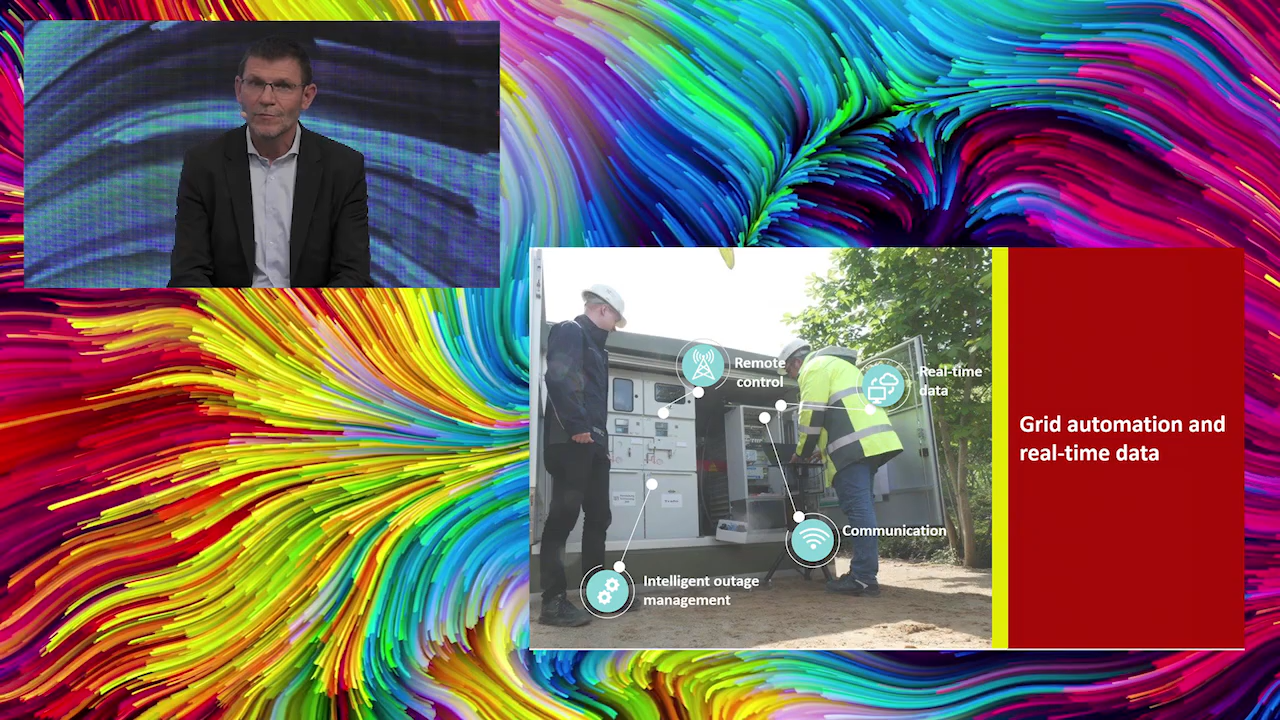 Remote
control
Real-time
data
Grid automation and
real-time data
Communication
Intelligent outage
management